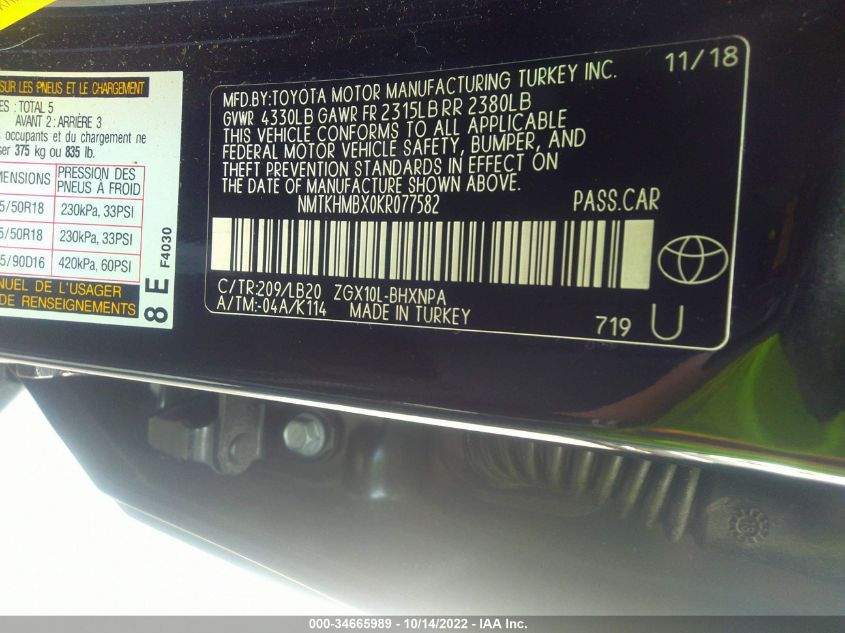 SUR LES PNEUS ET LE CHARGEMENT
ES : TOTAL 5
AVANT 2 : ARRIÈRE 3
occupants et du chargement ne
ser 375 kg ou 835 lb.
MENSIONS PRESSION DES PNEUS À FROID
5/50R18 230kPa, 33PSI
5/50R18 230kPa, 33PSI
5/90D16 420kPa, 60PSI
NUEL DE L'USAGER
DE RENSEIGNEMENTS
8 E F4030
11/18
MFD.BY:TOYOTA MOTOR MANUFACTURING TURKEY INC.
GVWR 4330LB GAWR FR 2315LB RR 2380LB
THIS VEHICLE CONFORMS TO ALL APPLICABLE
FEDERAL MOTOR VEHICLE SAFETY, BUMPER, AND
THEFT PREVENTION STANDARDS IN EFFECT ON
THE DATE OF MANUFACTURE SHOWN ABOVE.
NMTKHMBX0KR077582 PASS.CAR
C/TR:209/LB20 ZGX10L-BHXNPA
A/TM:-04A/K114 MADE IN TURKEY
719 U
000-34665989 - 10/14/2022 - IAA Inc.